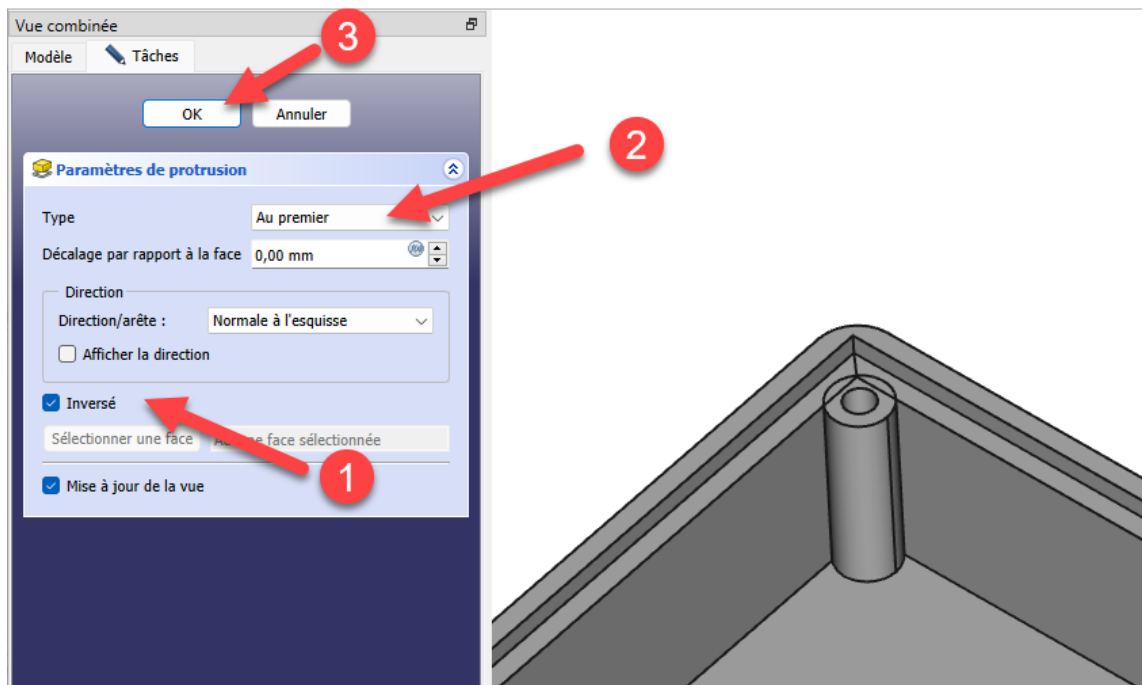 Vue combinée
Modèle Tâches
3
OK Annuler
2
Paramètres de protrusion
Type Au premier
Décalage par rapport à la face 0,00 mm
Direction
Direction/arête : Normale à l'esquisse
Afficher la direction
Inversé
Sélectionner une face face sélectionnée
1
Mise à jour de la vue